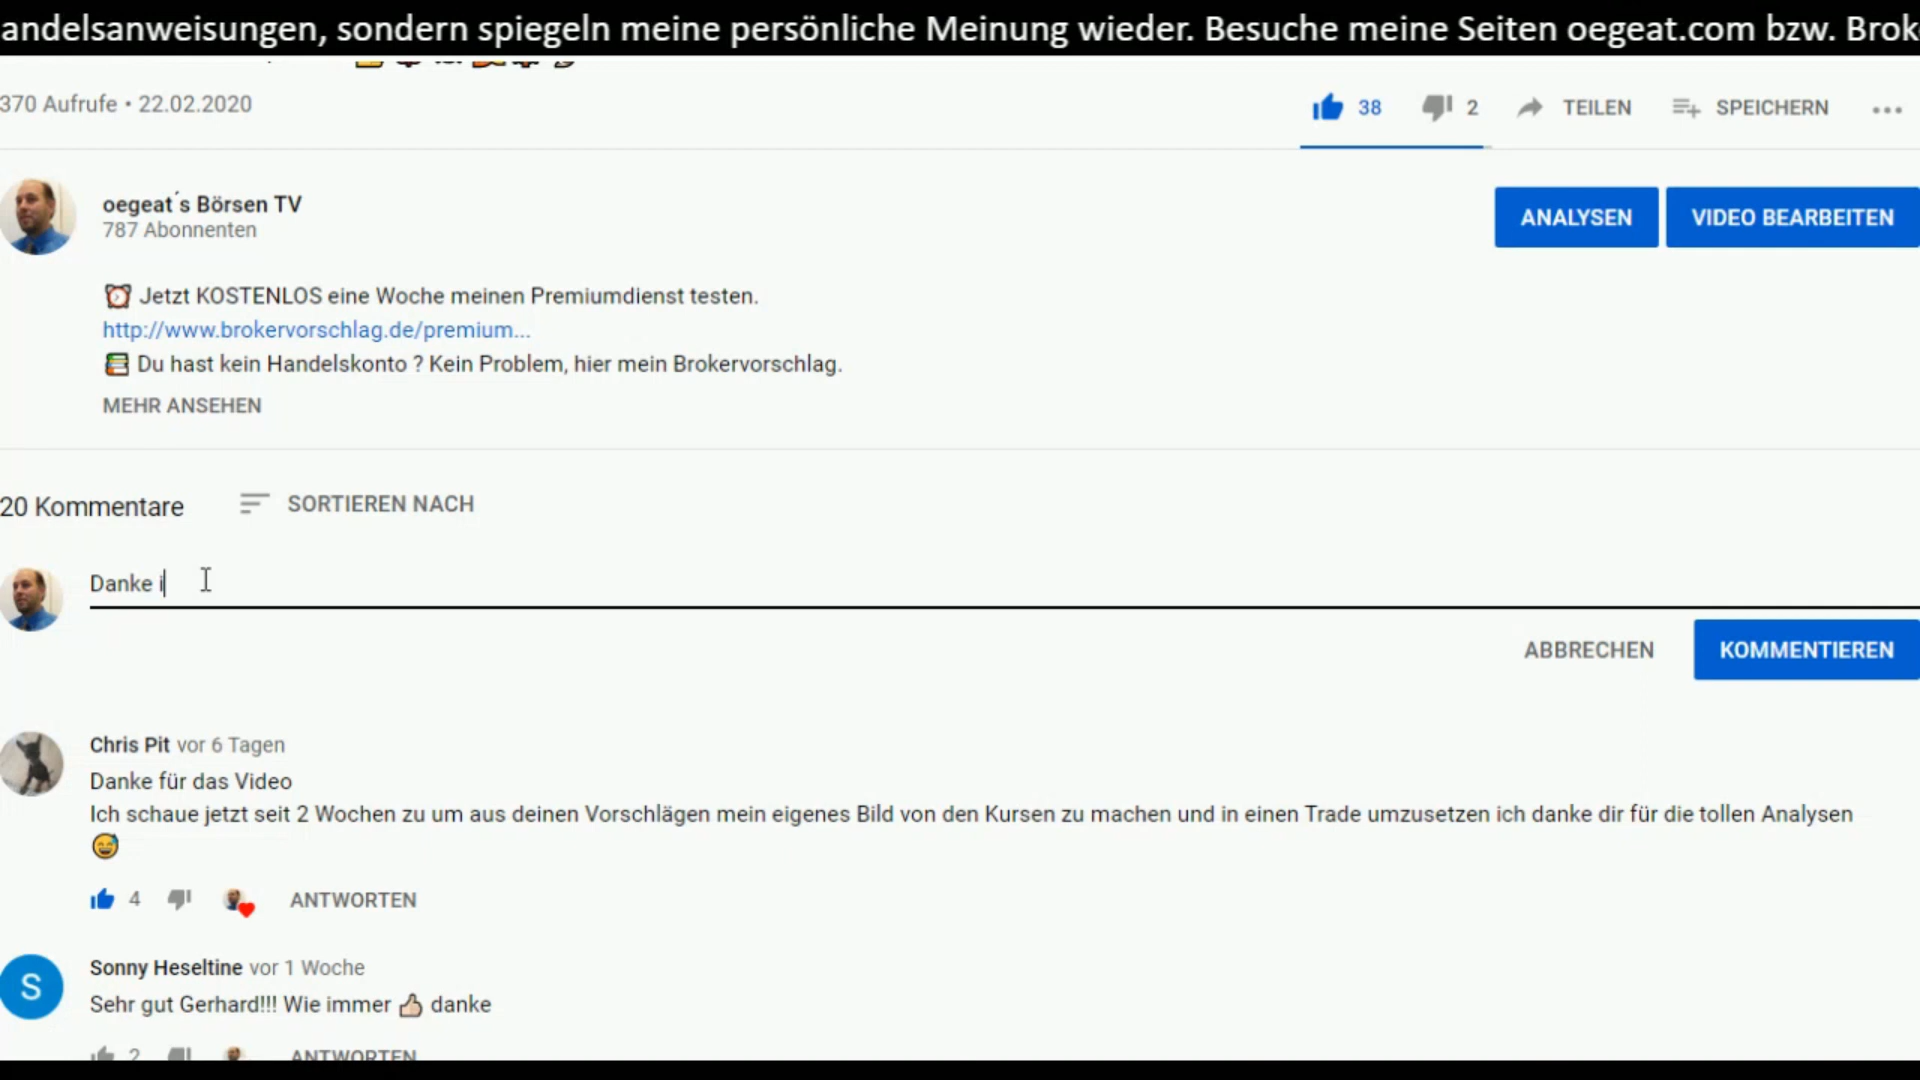 andelsanweisungen, sondern spiegeln meine persönliche Meinung wieder. Besuche meine Seiten oegeat.com bzw. Brok
370 Aufrufe • 22.02.2020
38 2 TEILEN SPEICHERN
oegeat´s Börsen TV
787 Abonnenten
ANALYSEN VIDEO BEARBEITEN
Jetzt KOSTENLOS eine Woche meinen Premiumdienst testen.
http://www.brokervorschlag.de/premium...
Du hast kein Handelskonto ? Kein Problem, hier mein Brokervorschlag.
MEHR ANSEHEN
20 Kommentare SORTIEREN NACH
Danke i
ABBRECHEN KOMMENTIEREN
Chris Pit vor 6 Tagen
Danke für das Video
Ich schaue jetzt seit 2 Wochen zu um aus deinen Vorschlägen mein eigenes Bild von den Kursen zu machen und in einen Trade umzusetzen ich danke dir für die tollen Analysen
😅
4 ANTWORTEN
S
Sonny Heseltine vor 1 Woche
Sehr gut Gerhard!!! Wie immer 👍🏻 danke
2 ANTWORTEN